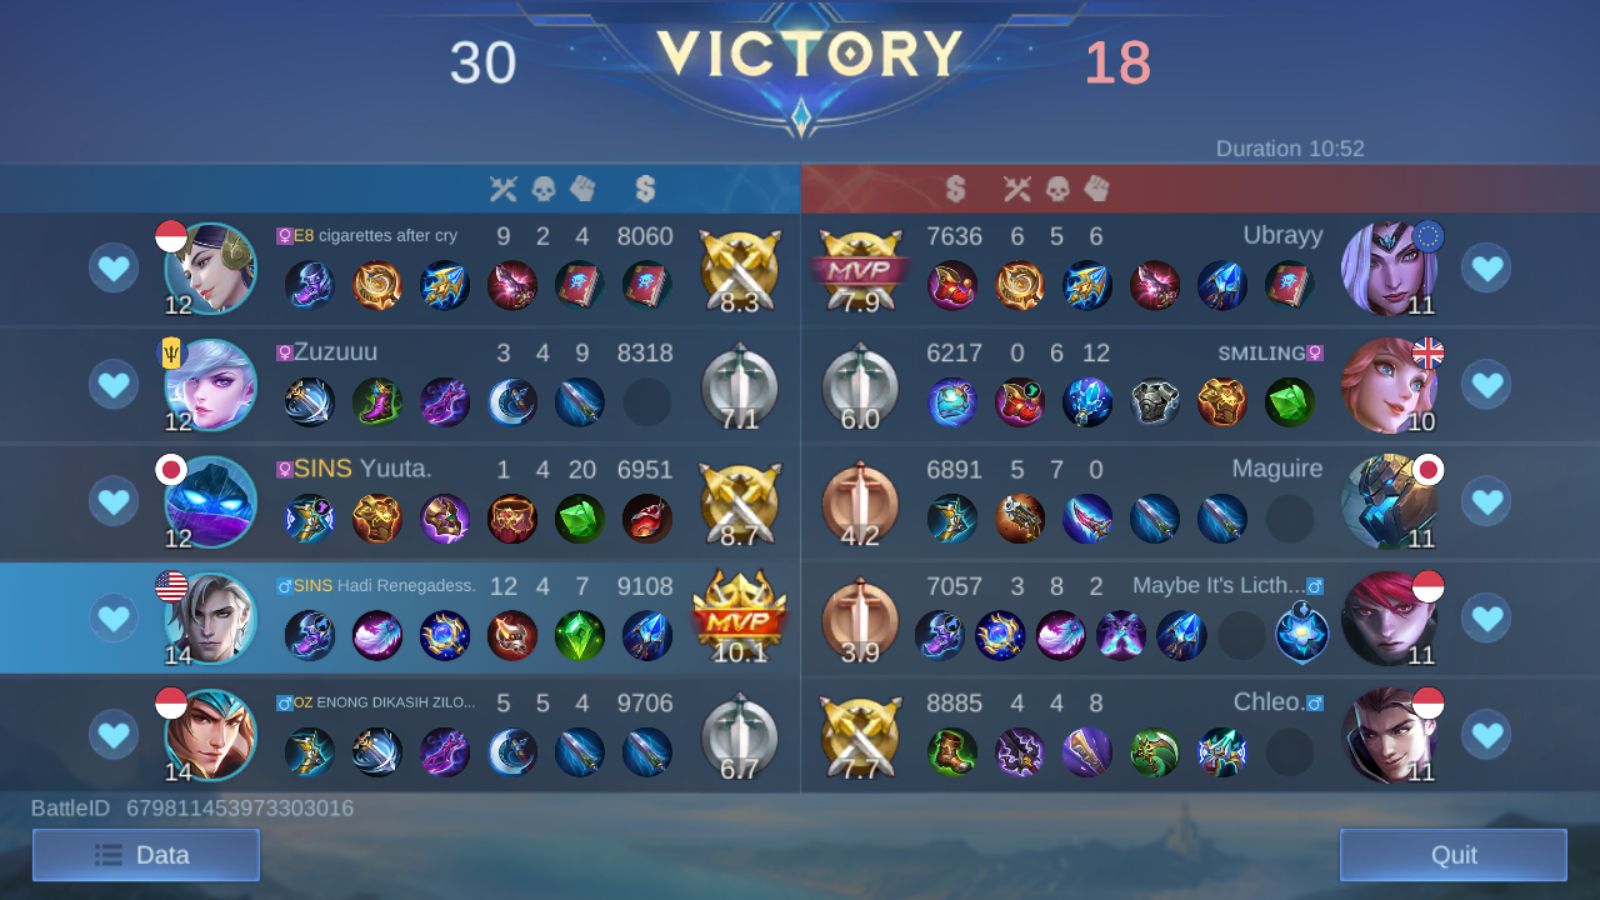 30 VICTORY 18
Duration 10:52
12 E8 cigarettes after cry 9 2 4 8060 8.3
MVP 7.9 7636 6 5 6 Ubrayy 11
12 Zuzuuu 3 4 9 8318 7.1
6.0 6217 0 6 12 SMILING 10
12 SINS Yuuta. 1 4 20 6951 8.7
4.2 6891 5 7 0 Maguire 11
14 SINS Hadi Renegadess. 12 4 7 9108 MVP 10.1
3.9 7057 3 8 2 Maybe It's Licth... 11
14 OZ ENONG DIKASIH ZILO... 5 5 4 9706 6.7
7.7 8885 4 4 8 Chleo. 11
BattleID 679811453973303016
Data
Quit